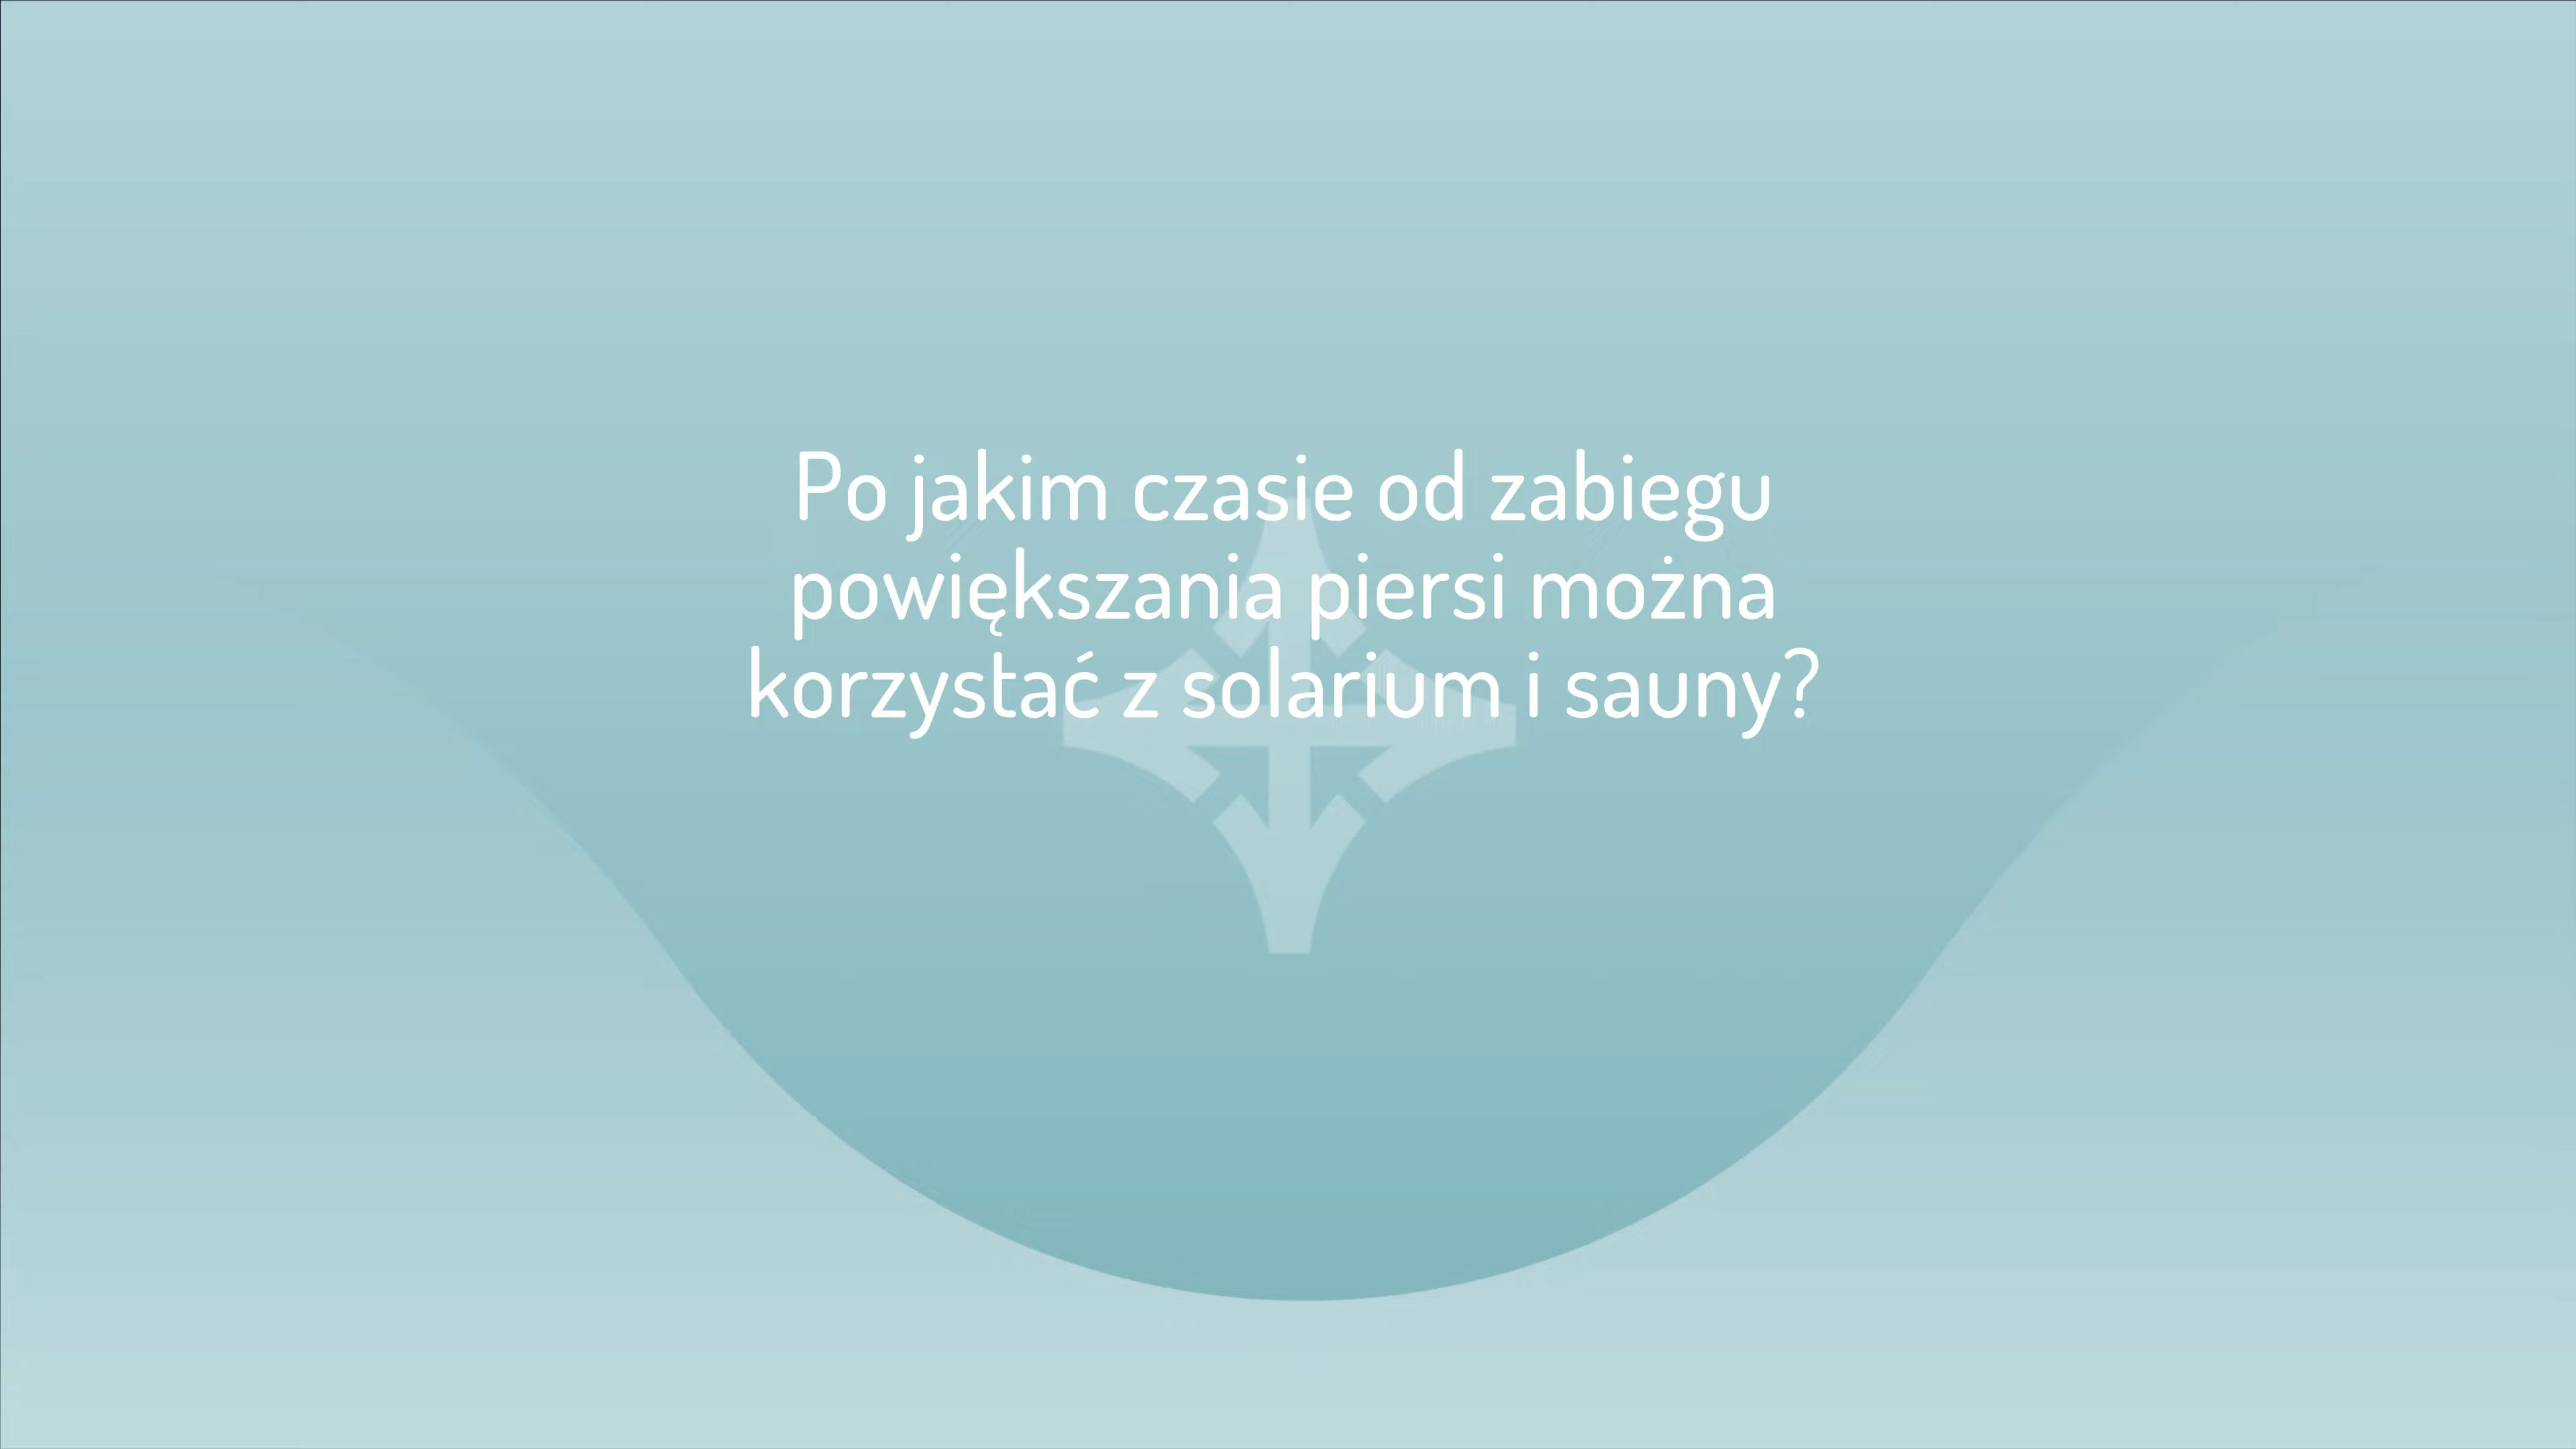 Po jakim czasie od zabiegu
powiększania piersi można
korzystać z solarium i sauny?